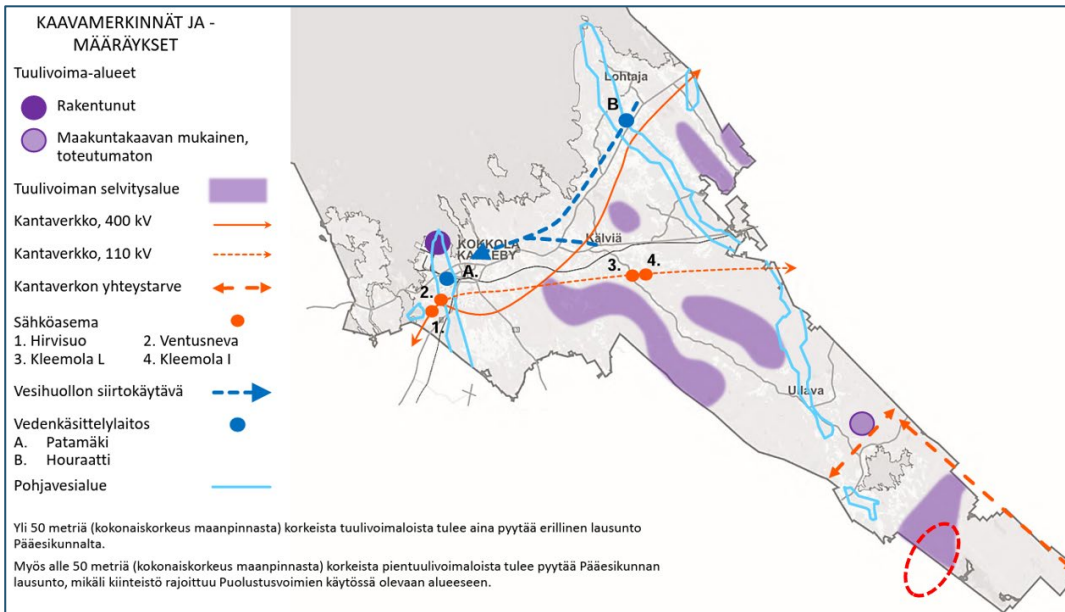 KAAVAMERKINNÄT JA -
MÄÄRÄYKSET
Tuulivoima-alueet
Rakentunut
Maakuntakaavan mukainen,
toteutumaton
Tuulivoiman selvitysalue
Kantaverkko, 400 kV
Kantaverkko, 110 kV
Kantaverkon yhteystarve
Sähköasema
1. Hirvisuo 2. Ventusneva
3. Kleemola L 4. Kleemola I
Vesihuollon siirtokäytävä
Vedenkäsittelylaitos
A. Patamäki
B. Houraatti
Pohjavesialue
Yli 50 metriä (kokonaiskorkeus maanpinnasta) korkeista tuulivoimaloista tulee aina pyytää erillinen lausunto
Pääesikunnalta.
Myös alle 50 metriä (kokonaiskorkeus maanpinnasta) korkeista pientuulivoimaloista tulee pyytää Pääesikunnan
lausunto, mikäli kiinteistö rajoittuu Puolustusvoimien käytössä olevaan alueeseen.
Lohtaja
B
Kälviä
KOKKOLA
A.
3. 4.
2.
1.